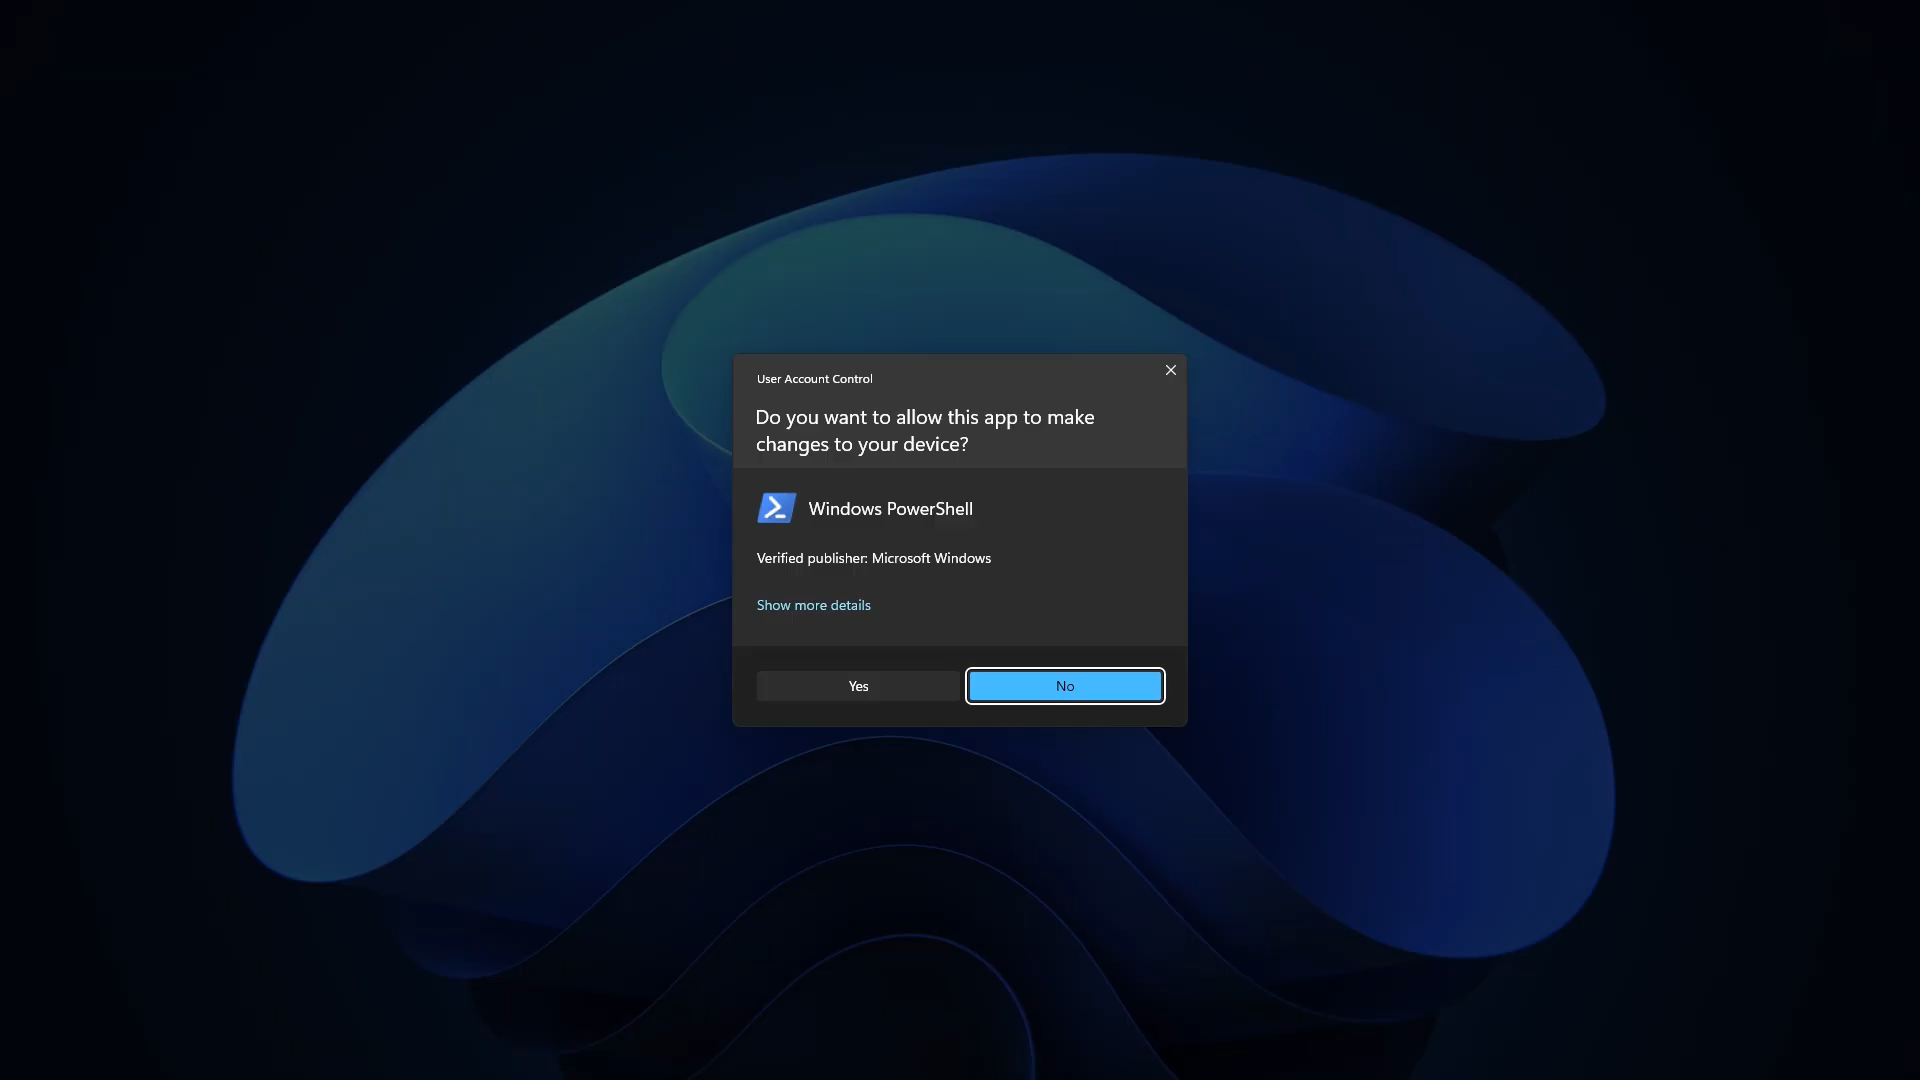 User Account Control
Do you want to allow this app to make
changes to your device?
Windows PowerShell
Verified publisher: Microsoft Windows
Show more details
Yes
No